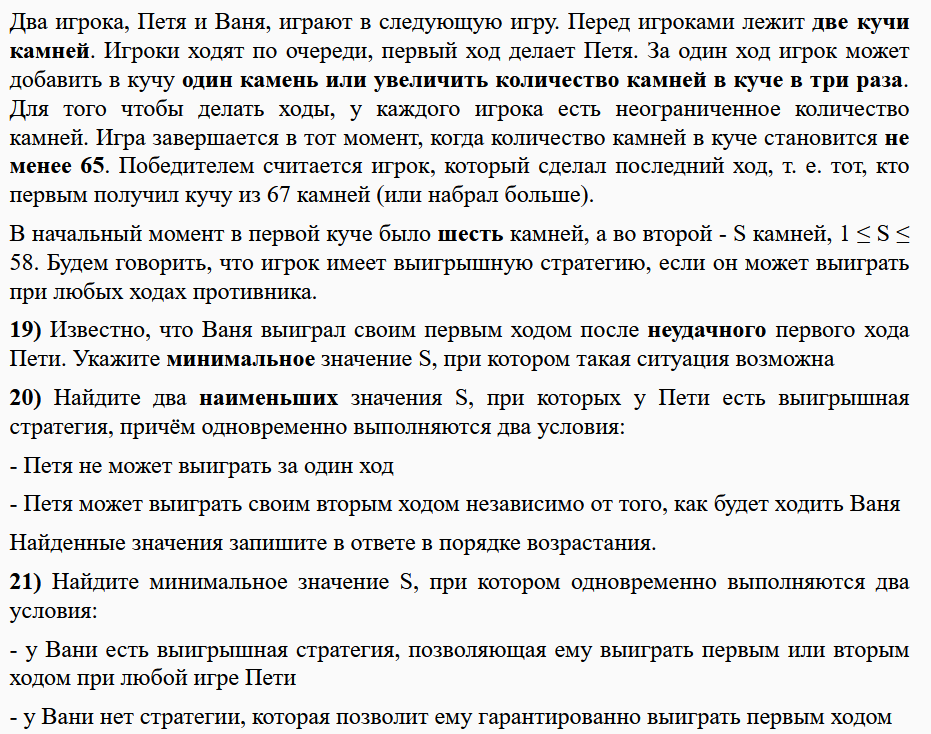 Два игрока, Петя и Ваня, играют в следующую игру. Перед игроками лежит две кучи
камней. Игроки ходят по очереди, первый ход делает Петя. За один ход игрок может
добавить в кучу один камень или увеличить количество камней в куче в три раза.
Для того чтобы делать ходы, у каждого игрока есть неограниченное количество
камней. Игра завершается в тот момент, когда количество камней в куче становится не
менее 65. Победителем считается игрок, который сделал последний ход, т. е. тот, кто
первым получил кучу из 67 камней (или набрал больше).
В начальный момент в первой куче было шесть камней, а во второй - S камней, 1 ≤ S ≤
58. Будем говорить, что игрок имеет выигрышную стратегию, если он может выиграть
при любых ходах противника.
19) Известно, что Ваня выиграл своим первым ходом после неудачного первого хода
Пети. Укажите минимальное значение S, при котором такая ситуация возможна
20) Найдите два наименьших значения S, при которых у Пети есть выигрышная
стратегия, причём одновременно выполняются два условия:
- Петя не может выиграть за один ход
- Петя может выиграть своим вторым ходом независимо от того, как будет ходить Ваня
Найденные значения запишите в ответе в порядке возрастания.
21) Найдите минимальное значение S, при котором одновременно выполняются два
условия:
- у Вани есть выигрышная стратегия, позволяющая ему выиграть первым или вторым
ходом при любой игре Пети
- у Вани нет стратегии, которая позволит ему гарантированно выиграть первым ходом